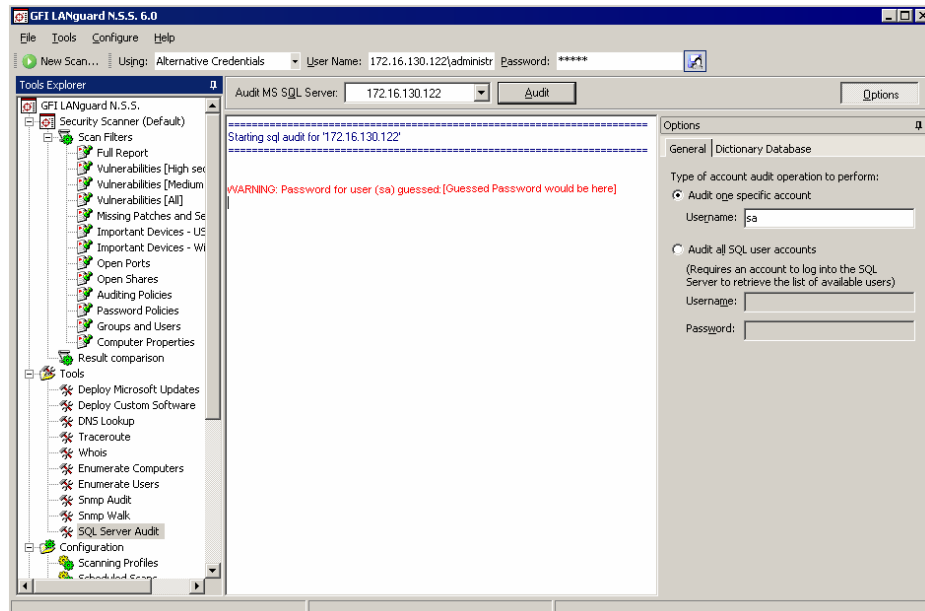 GFI LANguard N.S.S. 6.0
File Tools Configure Help
New Scan... Using: Alternative Credentials User Name: 172.16.130.122\administr Password: *****
Tools Explorer
GFI LANguard N.S.S.
Security Scanner (Default)
Scan Filters
Full Report
Vulnerabilities [High sec
Vulnerabilities [Medium
Vulnerabilities [All]
Missing Patches and Se
Important Devices - US
Important Devices - Wi
Open Ports
Open Shares
Auditing Policies
Password Policies
Groups and Users
Computer Properties
Result comparison
Tools
Deploy Microsoft Updates
Deploy Custom Software
DNS Lookup
Traceroute
Whois
Enumerate Computers
Enumerate Users
Snmp Audit
Snmp Walk
SQL Server Audit
Configuration
Scanning Profiles
Scheduled Scans
Audit MS SQL Server: 172.16.130.122 Audit Options
Starting sql audit for '172.16.130.122'
WARNING: Password for user (sa) guessed:[Guessed Password would be here]
Options
General Dictionary Database
Type of account audit operation to perform:
Audit one specific account
Username: sa
Audit all SQL user accounts
(Requires an account to log into the SQL
Server to retrieve the list of available users)
Username:
Password: